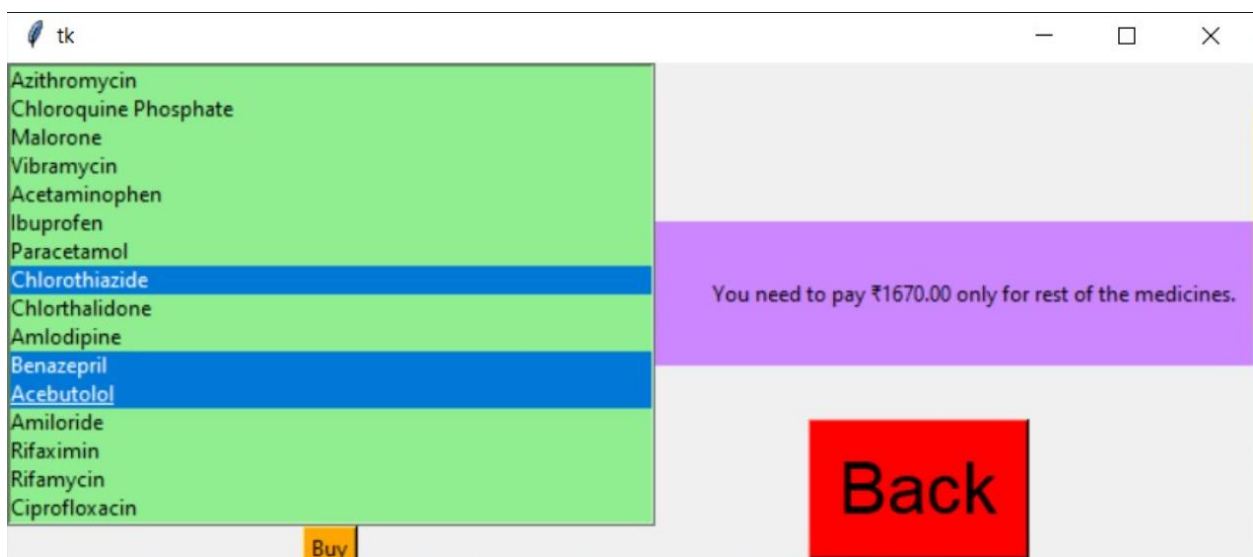 tk
Azithromycin
Chloroquine Phosphate
Malorone
Vibramycin
Acetaminophen
Ibuprofen
Paracetamol
Chlorothiazide
Chlorthalidone
Amlodipine
Benazepril
Acebutolol
Amiloride
Rifaximin
Rifamycin
Ciprofloxacin
You need to pay ₹1670.00 only for rest of the medicines.
Back
Buy